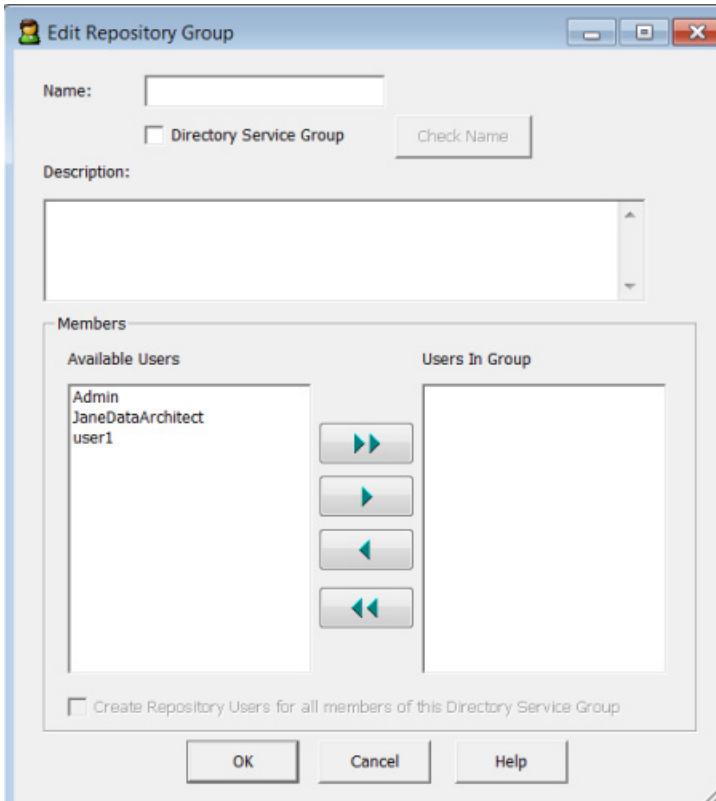 Edit Repository Group
Name:
Directory Service Group
Check Name
Description:
Members
Available Users
Users In Group
Admin
JaneDataArchitect
user1
Create Repository Users for all members of this Directory Service Group
OK
Cancel
Help